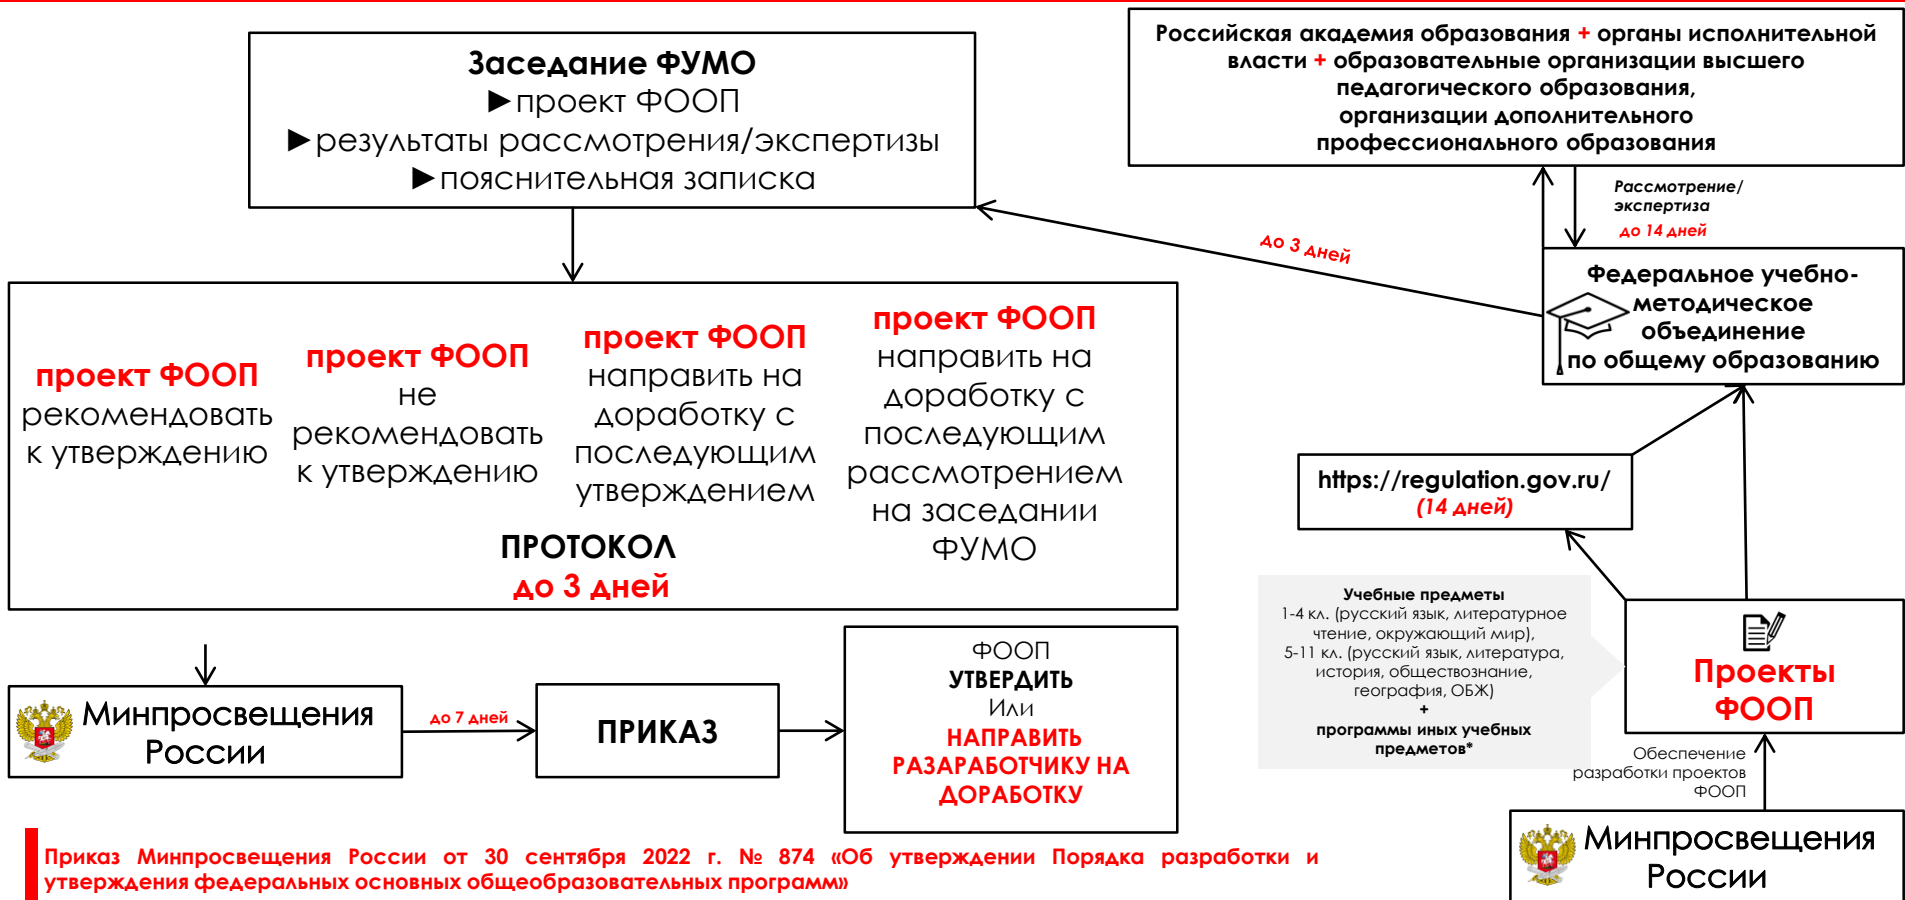 Заседание ФУМО
►проект ФООП
►результаты рассмотрения/экспертизы
►пояснительная записка
Российская академия образования + органы исполнительной
власти + образовательные организации высшего
педагогического образования,
организации дополнительного
профессионального образования
Рассмотрение/
экспертиза
до 14 дней
до 3 дней
Федеральное учебно-
методическое
объединение
по общему образованию
проект ФООП
рекомендовать
к утверждению
проект ФООП
не
рекомендовать
к утверждению
проект ФООП
направить на
доработку с
последующим
утверждением
проект ФООП
направить на
доработку с
последующим
рассмотрением
на заседании
ФУМО
ПРОТОКОЛ
до 3 дней
https://regulation.gov.ru/
(14 дней)
Учебные предметы
1-4 кл. (русский язык, литературное
чтение, окружающий мир),
5-11 кл. (русский язык, литература,
история, обществознание,
география, ОБЖ)
+
программы иных учебных
предметов*
Проекты
ФООП
Обеспечение
разработки проектов
ФООП
Минпросвещения
России
Минпросвещения
России
до 7 дней
ПРИКАЗ
ФООП
УТВЕРДИТЬ
Или
НАПРАВИТЬ
РАЗАРАБОТЧИКУ НА
ДОРАБОТКУ
Приказ Минпросвещения России от 30 сентября 2022 г. № 874 «Об утверждении Порядка разработки и
утверждения федеральных основных общеобразовательных программ»